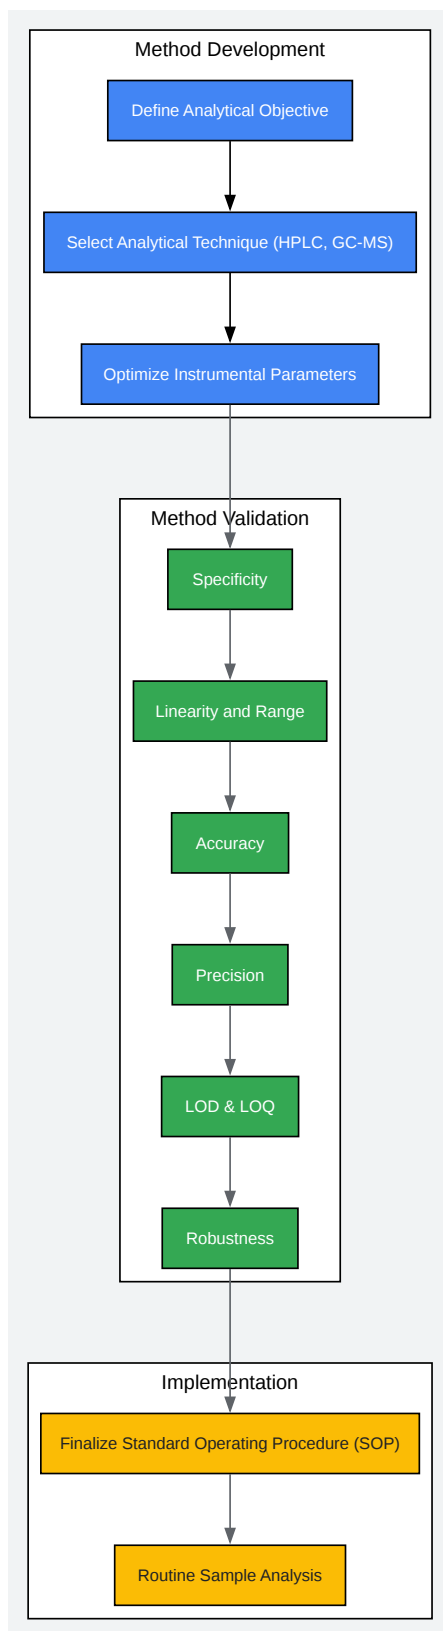 Method Development
Define Analytical Objective
Select Analytical Technique (HPLC, GC-MS)
Optimize Instrumental Parameters
Method Validation
Specificity
Linearity and Range
Accuracy
Precision
LOD & LOQ
Robustness
Implementation
Finalize Standard Operating Procedure (SOP)
Routine Sample Analysis